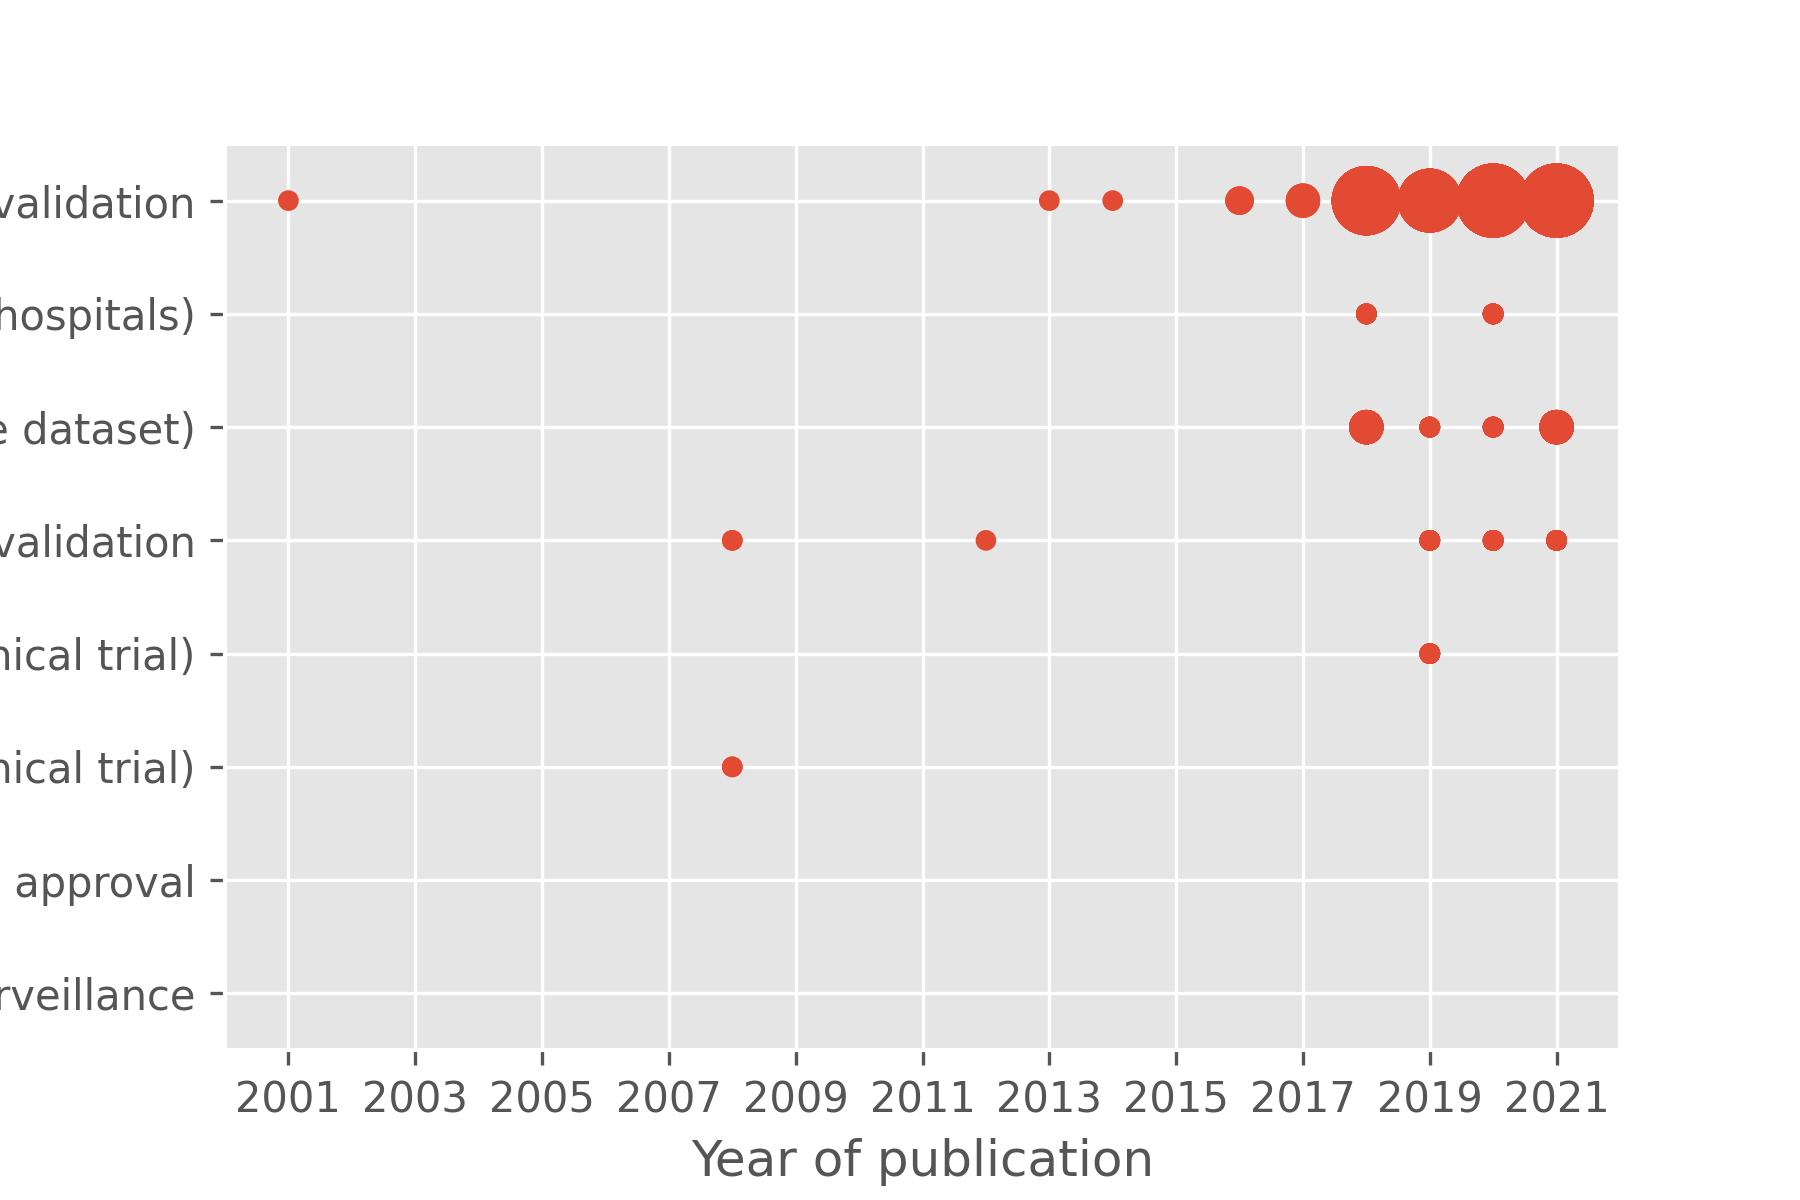 validation
hospitals)
e dataset)
validation
nical trial)
nical trial)
approval
rveillance
2001 2003 2005 2007 2009 2011 2013 2015 2017 2019 2021
Year of publication